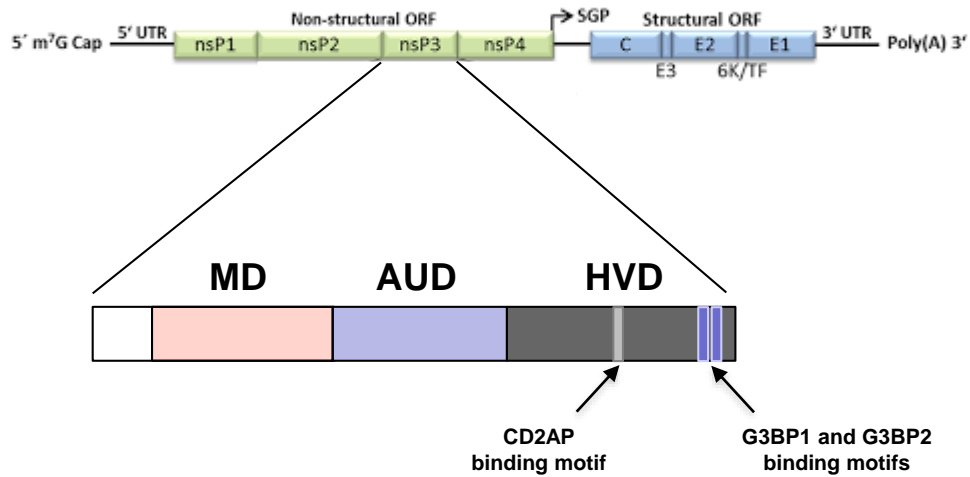 Non-structural ORF
SGP
Structural ORF
5´ m⁷G Cap
5´ UTR
nsP1
nsP2
nsP3
nsP4
C
E2
E1
3´ UTR
Poly(A) 3´
E3
6K/TF
MD
AUD
HVD
CD2AP
binding motif
G3BP1 and G3BP2
binding motifs